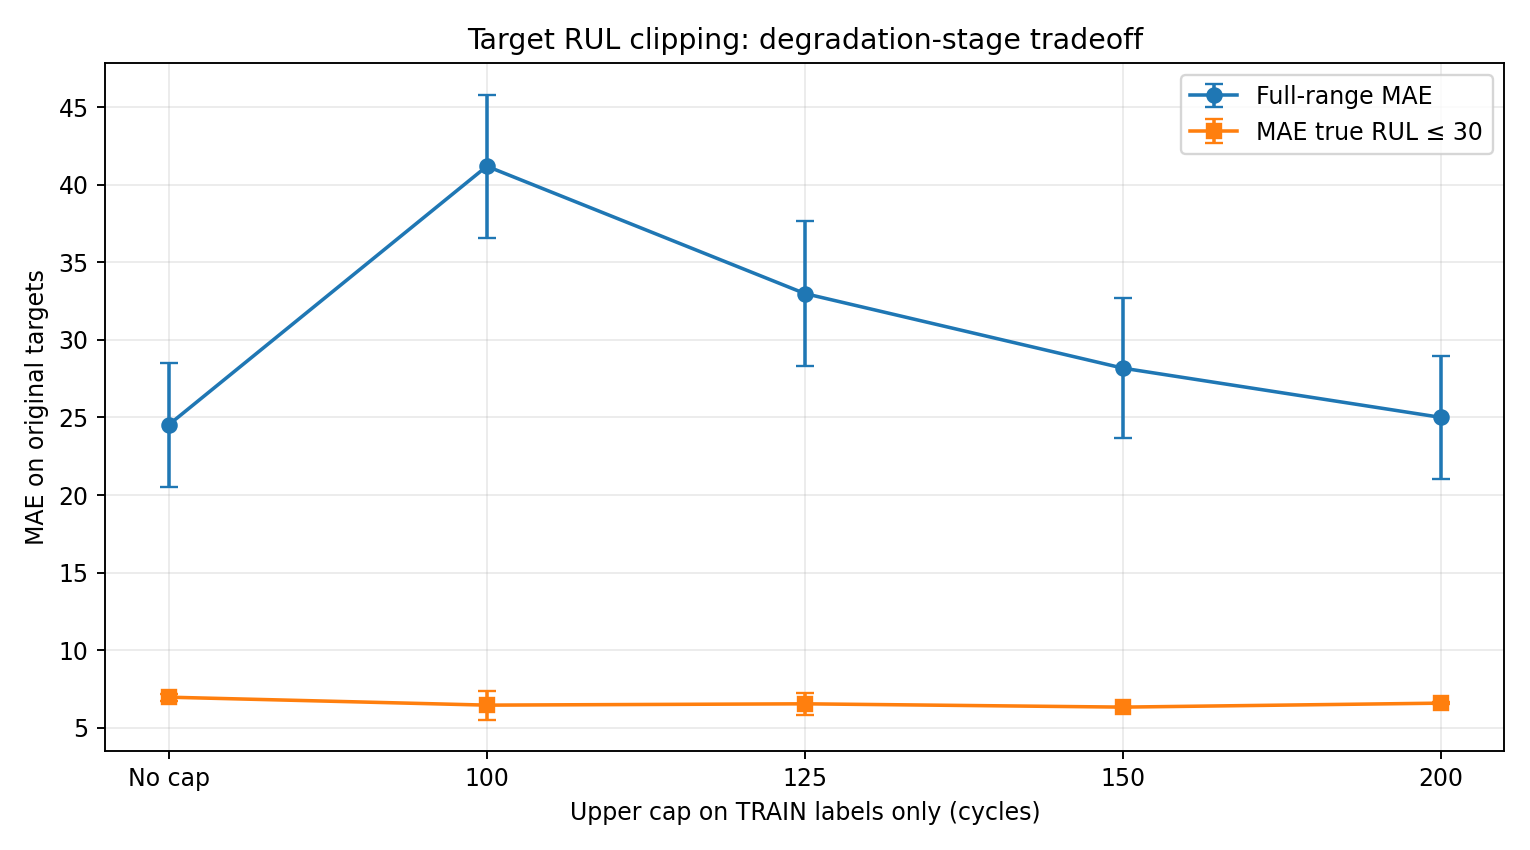 Target RUL clipping: degradation-stage tradeoff
Full-range MAE
MAE true RUL ≤ 30
MAE on original targets
45
40
35
30
25
20
15
10
5
No cap 100 125 150 200
Upper cap on TRAIN labels only (cycles)